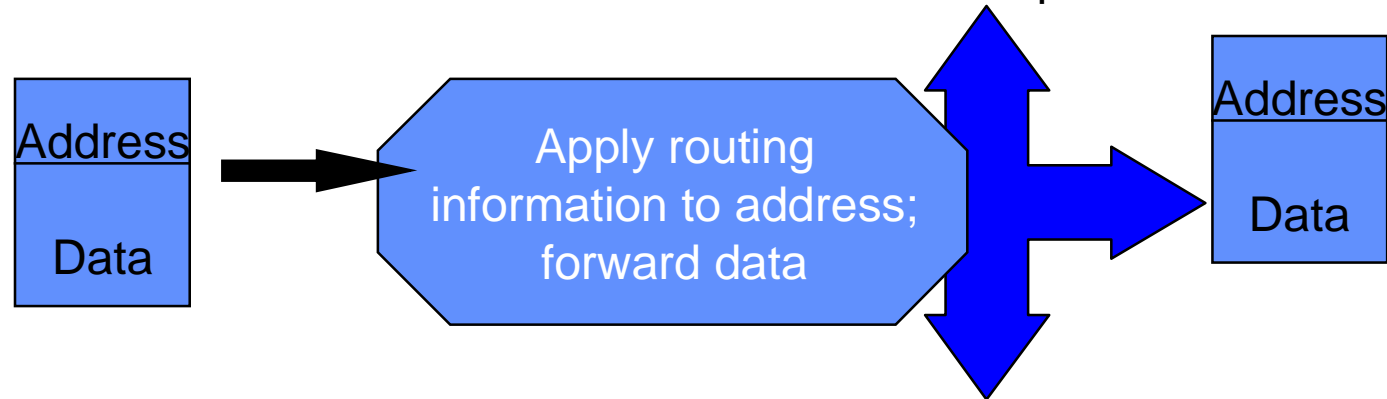 Address
Data
Apply routing
information to address;
forward data
Address
Data